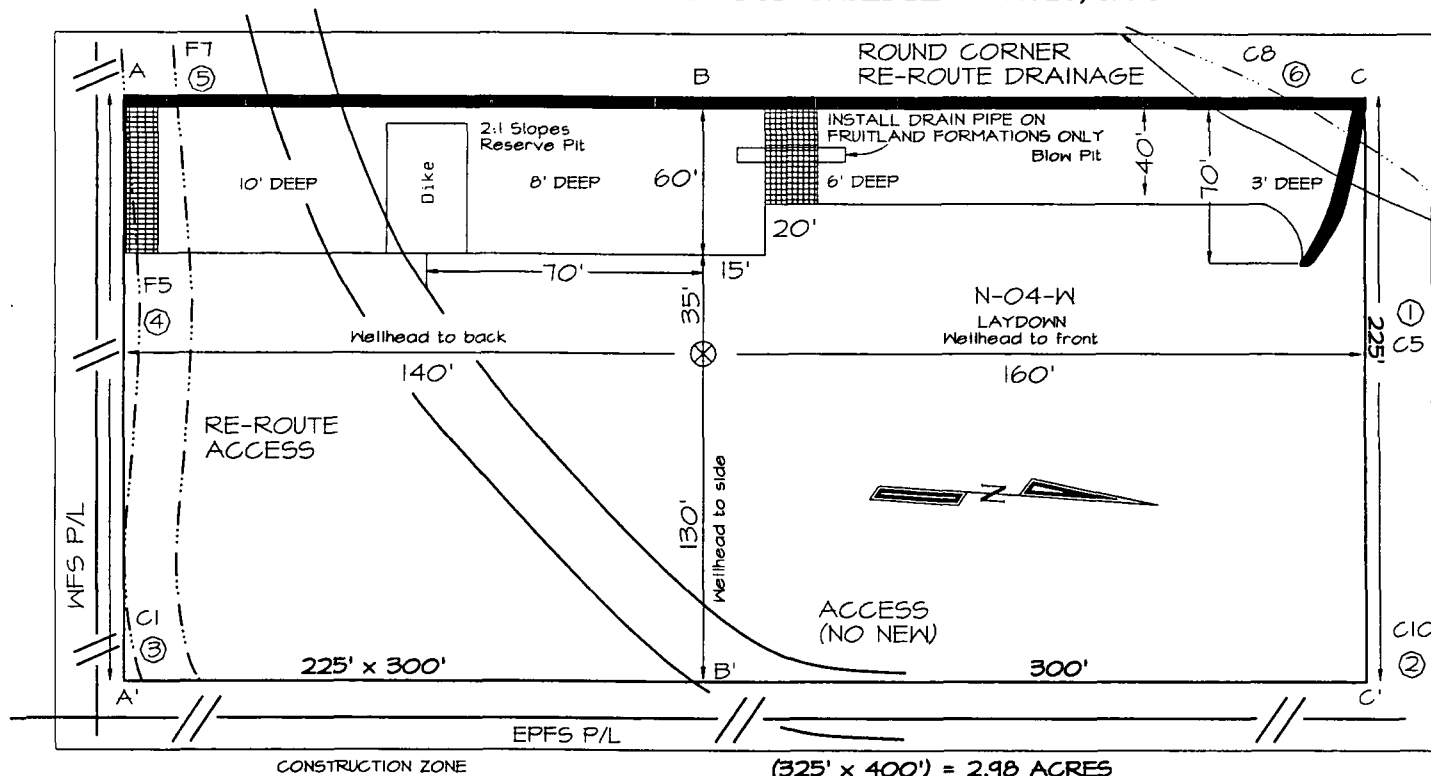 A
F7
⑤
B
ROUND CORNER
RE-ROUTE DRAINAGE
C8
⑥
C
2:1 Slopes
Reserve Pit
INSTALL DRAIN PIPE ON
FRUITLAND FORMATIONS ONLY
Blow Pit
10' DEEP
Dike
8' DEEP
60'
6' DEEP
40'
70'
3' DEEP
20'
70'
15'
F5
④
35'
N-04-W
LAYDOWN
Wellhead to back
Wellhead to front
140'
160'
225'
①
C5
RE-ROUTE
ACCESS
N
130'
Wellhead to side
WFS P/L
C1
③
ACCESS
(NO NEW)
C10
②
225' x 300'
300'
A'
B'
C'
EPFS P/L
CONSTRUCTION ZONE
(325' x 400') = 2.98 ACRES